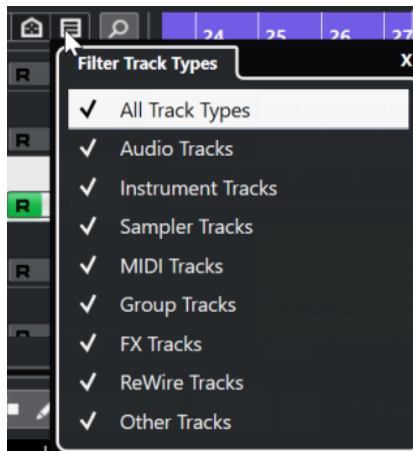 24 25 26 27
Filter Track Types X
R
✓ All Track Types
✓ Audio Tracks
R
✓ Instrument Tracks
R
✓ Sampler Tracks
✓ MIDI Tracks
R
✓ Group Tracks
✓ FX Tracks
✓ ReWire Tracks
✓ Other Tracks